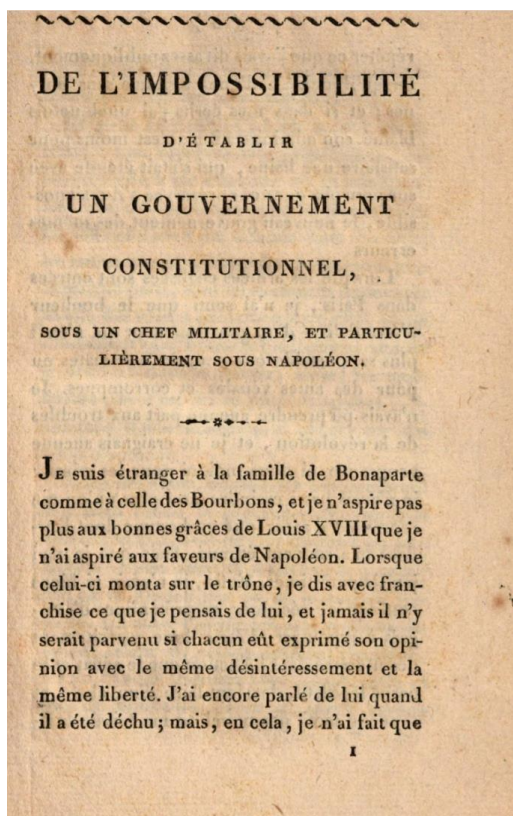 DE L'IMPOSSIBILITÉ
D'ÉTABLIR
UN GOUVERNEMENT
CONSTITUTIONNEL,
SOUS UN CHEF MILITAIRE, ET PARTICU-
LIÈREMENT SOUS NAPOLÉON.
JE suis étranger à la famille de Bonaparte
comme à celle des Bourbons, et je n'aspire pas
plus aux bonnes grâces de Louis XVIII que je
n'ai aspiré aux faveurs de Napoléon. Lorsque
celui-ci monta sur le trône, je dis avec fran-
chise ce que je pensais de lui, et jamais il n'y
serait parvenu si chacun eût exprimé son opi-
nion avec le même désintéressement et la
même liberté. J'ai encore parlé de lui quand
il a été déchu; mais, en cela, je n'ai fait que
1